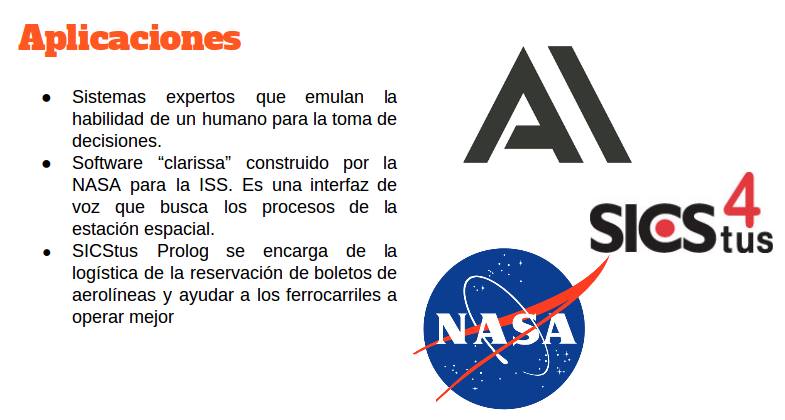 Aplicaciones
● Sistemas expertos que emulan la
habilidad de un humano para la toma de
decisiones.
● Software “clarissa” construido por la
NASA para la ISS. Es una interfaz de
voz que busca los procesos de la
estación espacial.
● SICStus Prolog se encarga de la
logística de la reservación de boletos de
aerolíneas y ayudar a los ferrocarriles a
operar mejor
AI
SICStus 4
NASA